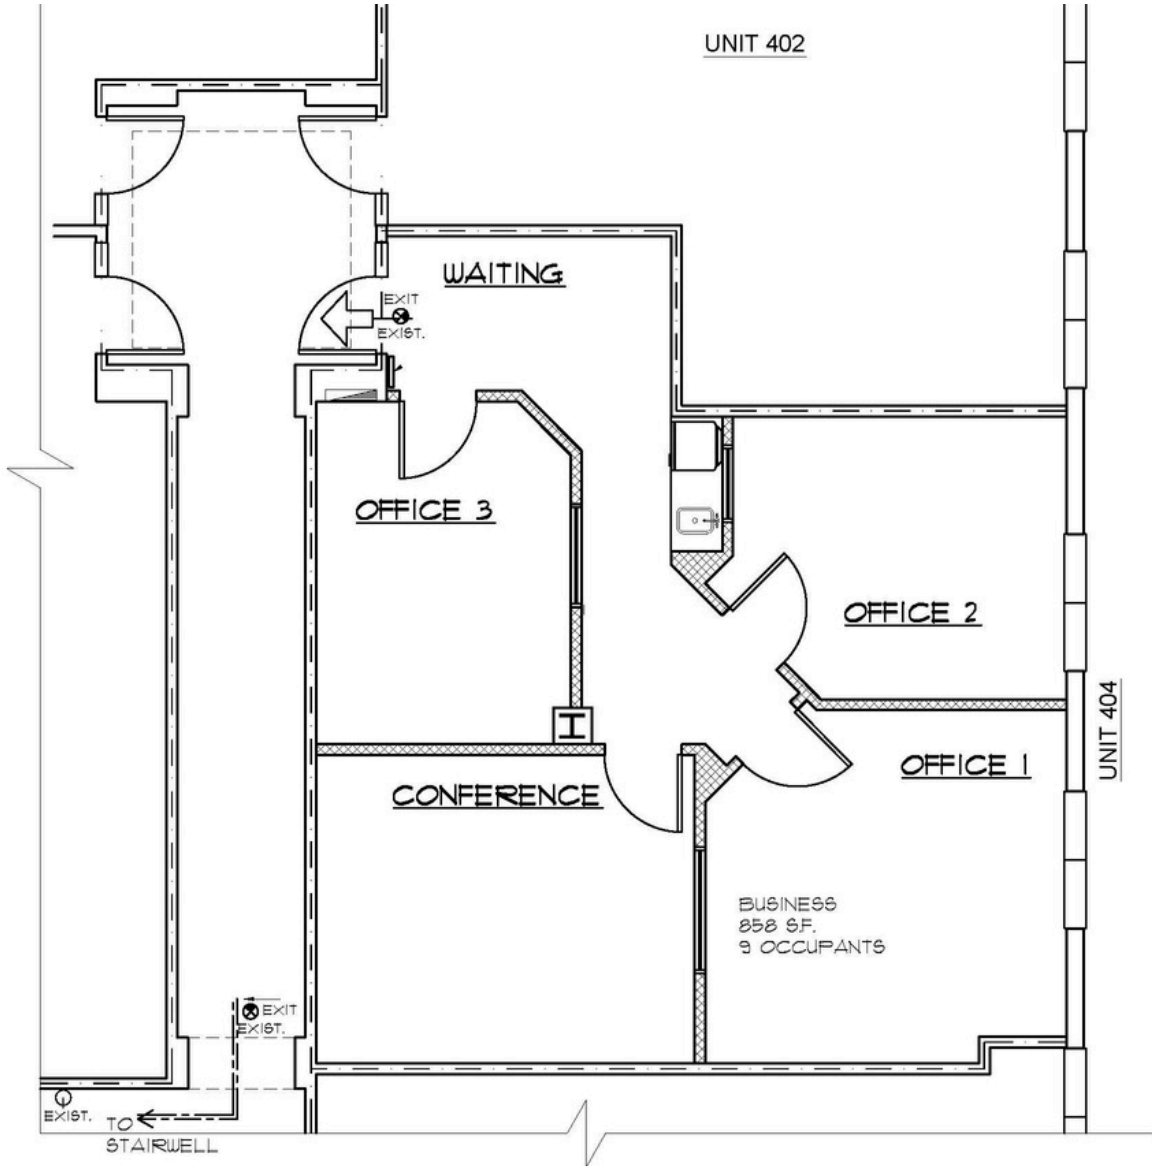 UNIT 402
WAITING
EXIT
EXIST.
OFFICE 3
OFFICE 2
UNIT 404
OFFICE 1
CONFERENCE
BUSINESS
858 S.F.
9 OCCUPANTS
EXIT
EXIST.
EXIST.
TO
STAIRWELL